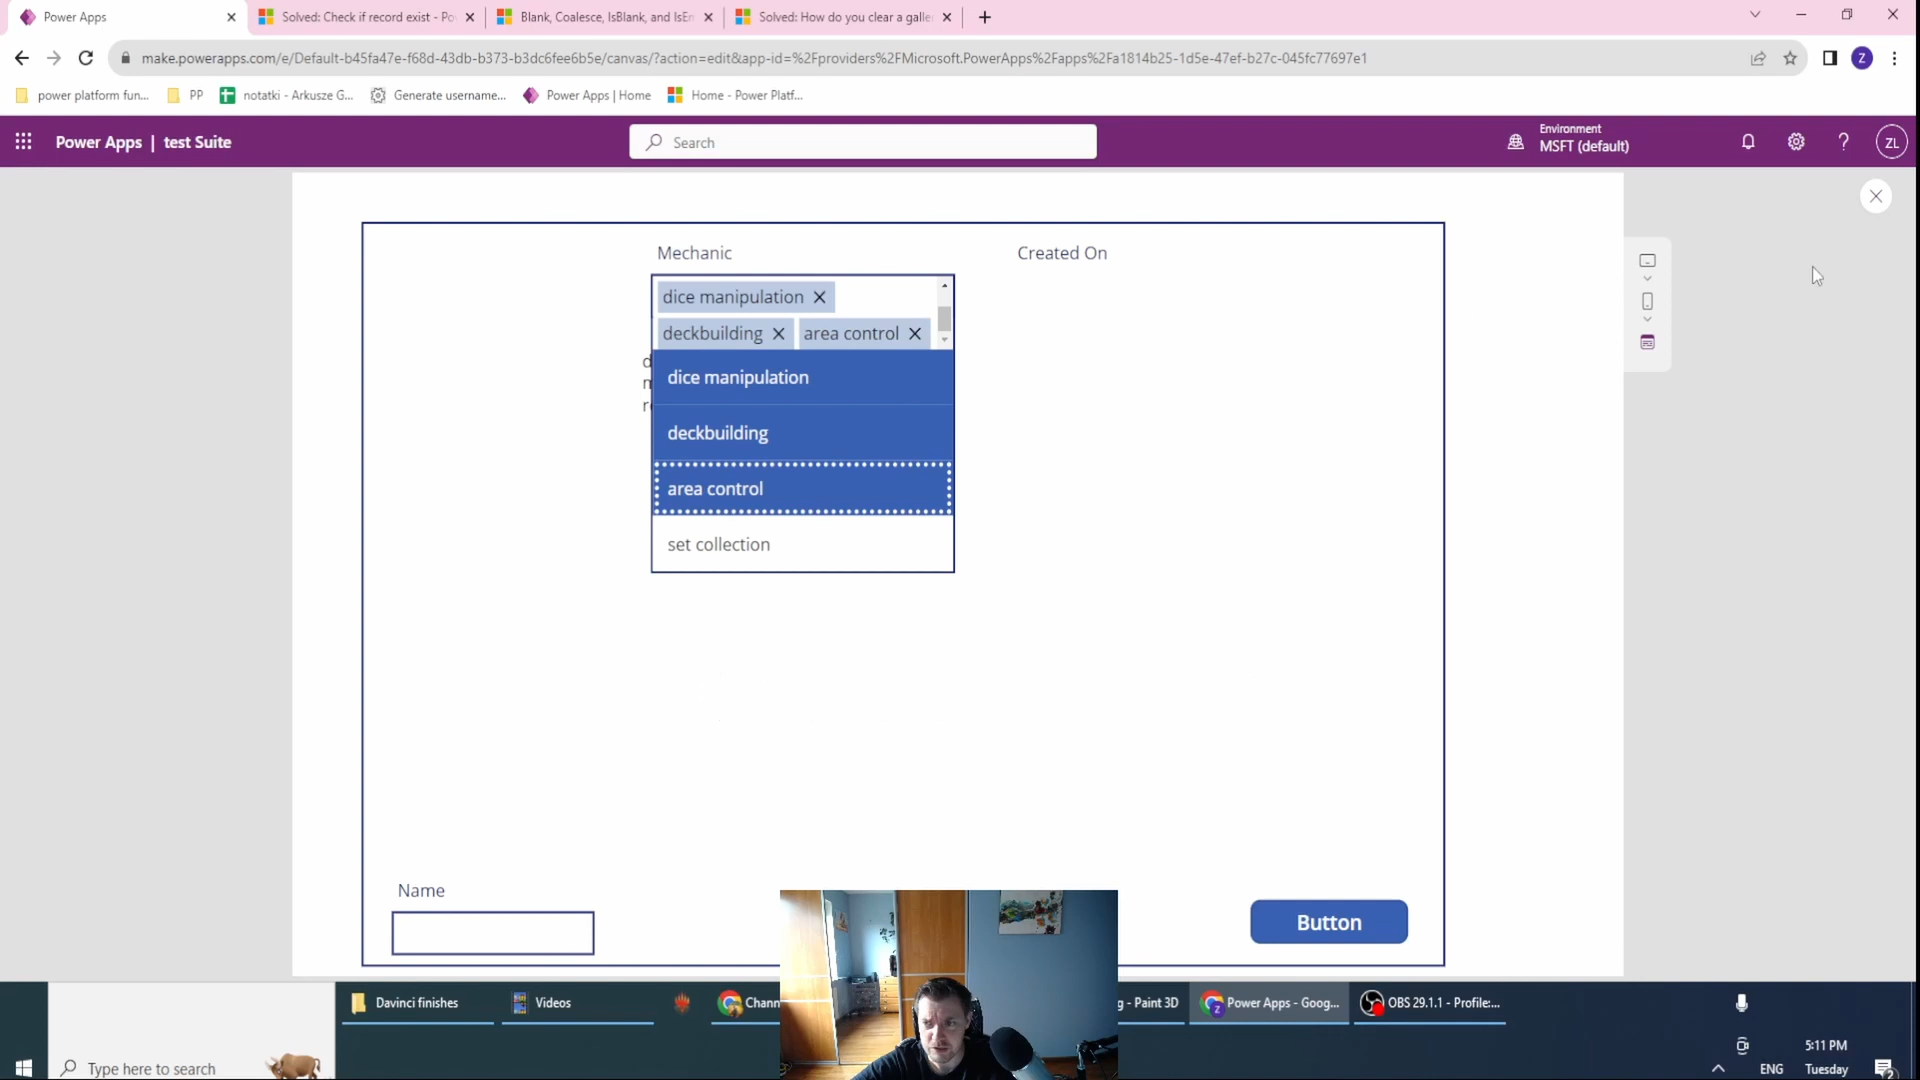 Power Apps
Solved: Check if record exist - Po
Blank, Coalesce, IsBlank, and IsEm
Solved: How do you clear a galle
make.powerapps.com/e/Default-b45fa47e-f68d-43db-b373-b3dc6fee6b5e/canvas/?action=edit&app-id=%2Fproviders%2FMicrosoft.PowerApps%2Fapps%2Fa1814b25-1d5e-47ef-b27c-045fc77697e1
Z
power platform fun...
PP
notatki - Arkusze G...
Generate username...
Power Apps | Home
Home - Power Platf...
Power Apps | test Suite
Search
Environment
MSFT (default)
ZL
Mechanic
Created On
dice manipulation
deckbuilding
area control
d
m
r
dice manipulation
deckbuilding
area control
set collection
Name
Button
Davinci finishes
Videos
Chann
g - Paint 3D
Power Apps - Goog...
OBS 29.1.1 - Profile:...
Type here to search
ENG
5:11 PM
Tuesday
2